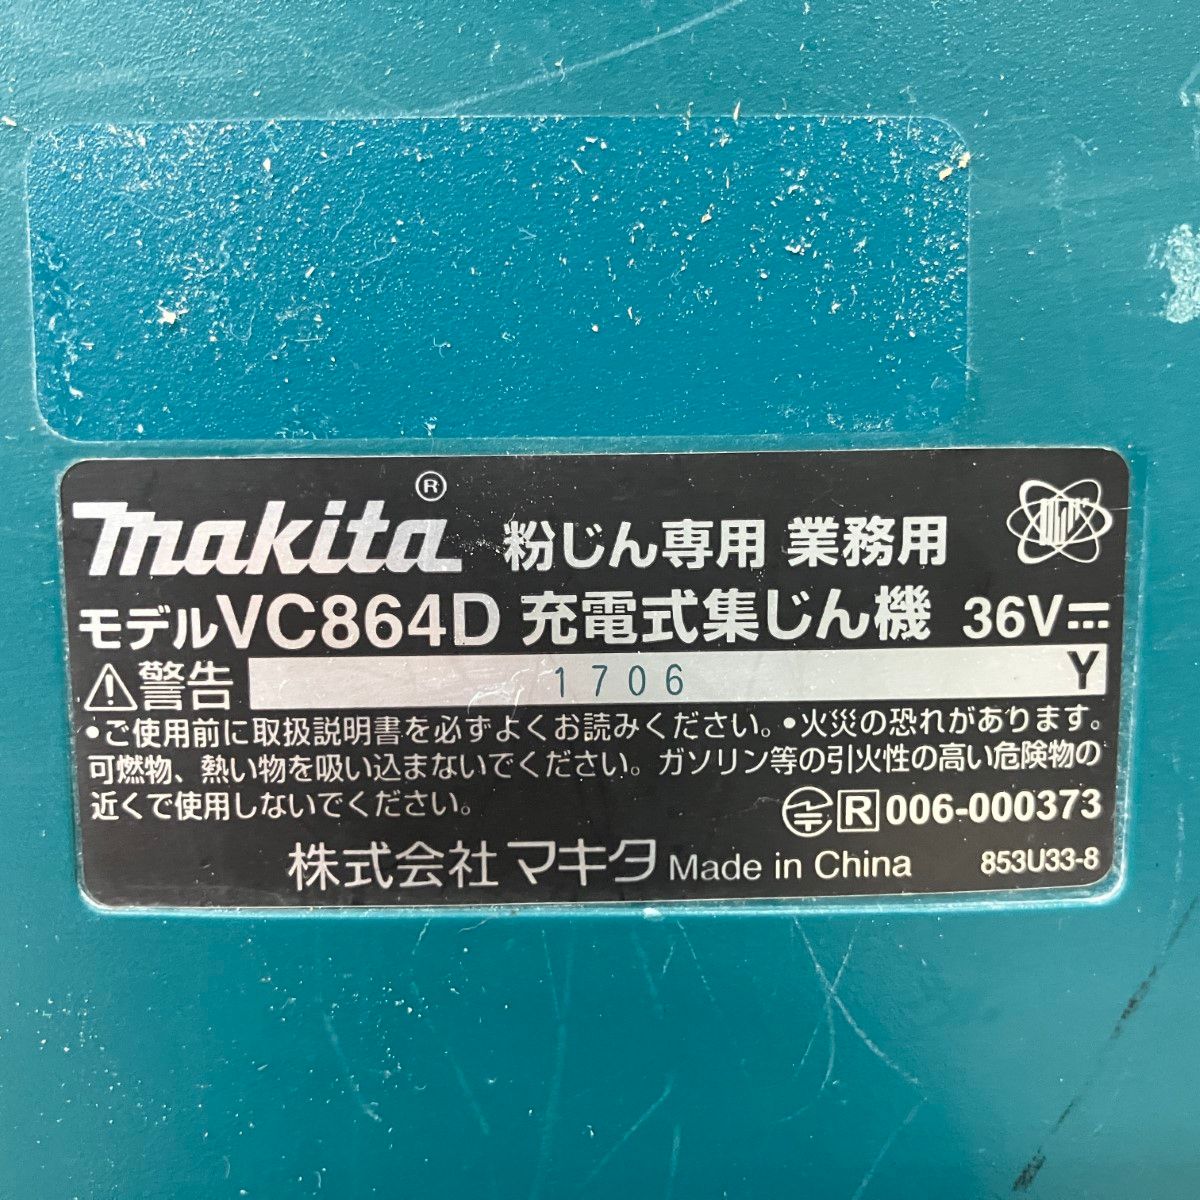 makita® 粉じん専用 業務用
モデルVC864D 充電式集じん機 36V⎓
⚠警告 1706 Y
•ご使用前に取扱説明書を必ずよくお読みください。•火災の恐れがあります。
可燃物、熱い物を吸い込まないでください。ガソリン等の引火性の高い危険物の
近くで使用しないでください。
R 006-000373
株式会社マキタ Made in China 853U33-8